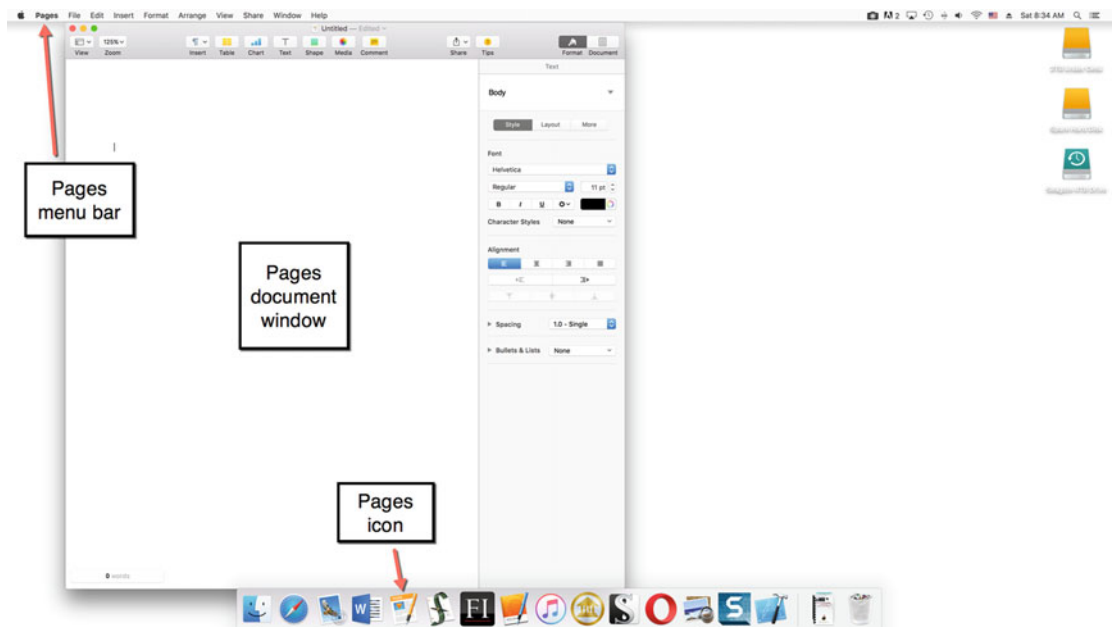 Pages File Edit Insert Format Arrange View Share Window Help
2 Sat 8:34 AM
Untitled — Edited
125%
View Zoom Insert Table Chart Text Shape Media Comment Share Tips Format Document
Text
Body
Style Layout More
Font
Helvetica
Regular 11 pt
B I U
Character Styles None
Alignment
Spacing 1.0 - Single
Bullets & Lists None
Pages
menu bar
Pages
document
window
Pages
icon
0 words
W FI S